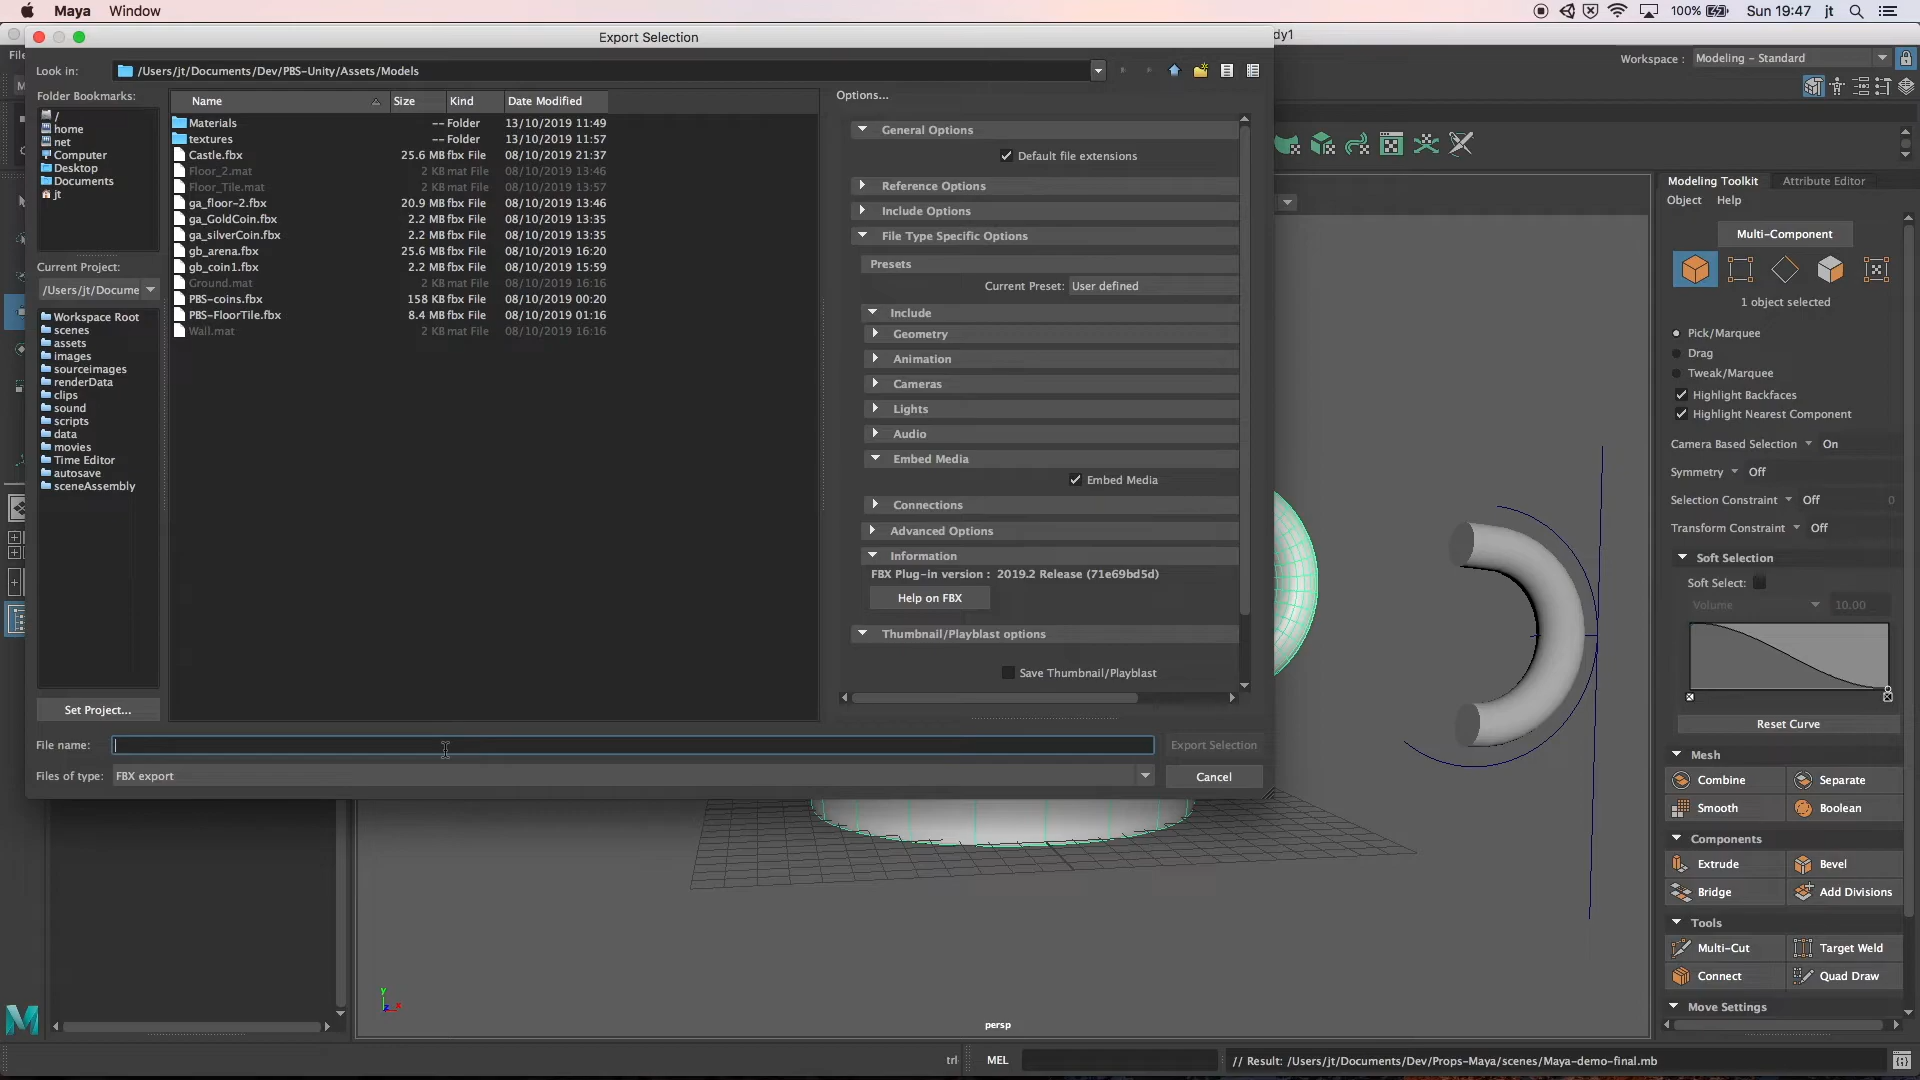 Maya Window 100% Sun 19:47 jt
Export Selection
dy1
Look in: /Users/jt/Documents/Dev/PBS-Unity/Assets/Models
Workspace : Modeling - Standard
Folder Bookmarks:
/
home
net
Computer
Desktop
Documents
jt
Current Project:
/Users/jt/Docume
Workspace Root
scenes
assets
images
sourceimages
renderData
clips
sound
scripts
data
movies
Time Editor
autosave
sceneAssembly
Set Project...
Name Size Kind Date Modified
Materials -- Folder 13/10/2019 11:49
textures -- Folder 13/10/2019 11:57
Castle.fbx 25.6 MB fbx File 08/10/2019 21:37
Floor_2.mat 2 KB mat File 08/10/2019 13:46
Floor_Tile.mat 2 KB mat File 08/10/2019 13:57
ga_floor-2.fbx 20.9 MB fbx File 08/10/2019 13:46
ga_GoldCoin.fbx 2.2 MB fbx File 08/10/2019 13:35
ga_silverCoin.fbx 2.2 MB fbx File 08/10/2019 13:35
gb_arena.fbx 25.6 MB fbx File 08/10/2019 16:20
gb_coin1.fbx 2.2 MB fbx File 08/10/2019 15:59
Ground.mat 2 KB mat File 08/10/2019 16:16
PBS-coins.fbx 158 KB fbx File 08/10/2019 00:20
PBS-FloorTile.fbx 8.4 MB fbx File 08/10/2019 01:16
Wall.mat 2 KB mat File 08/10/2019 16:16
Options...
General Options
Default file extensions
Reference Options
Include Options
File Type Specific Options
Presets
Current Preset: User defined
Include
Geometry
Animation
Cameras
Lights
Audio
Embed Media
Embed Media
Connections
Advanced Options
Information
FBX Plug-in version : 2019.2 Release (71e69bd5d)
Help on FBX
Thumbnail/Playblast options
Save Thumbnail/Playblast
File name: Export Selection
Files of type: FBX export Cancel
Modeling Toolkit Attribute Editor
Object Help
Multi-Component
1 object selected
Pick/Marquee
Drag
Tweak/Marquee
Highlight Backfaces
Highlight Nearest Component
Camera Based Selection On
Symmetry Off
Selection Constraint Off 0
Transform Constraint Off
Soft Selection
Soft Select:
Volume 10.00
Reset Curve
Mesh
Combine Separate
Smooth Boolean
Components
Extrude Bevel
Bridge Add Divisions
Tools
Multi-Cut Target Weld
Connect Quad Draw
Move Settings
y
x
persp
trl MEL // Result: /Users/jt/Documents/Dev/Props-Maya/scenes/Maya-demo-final.mb